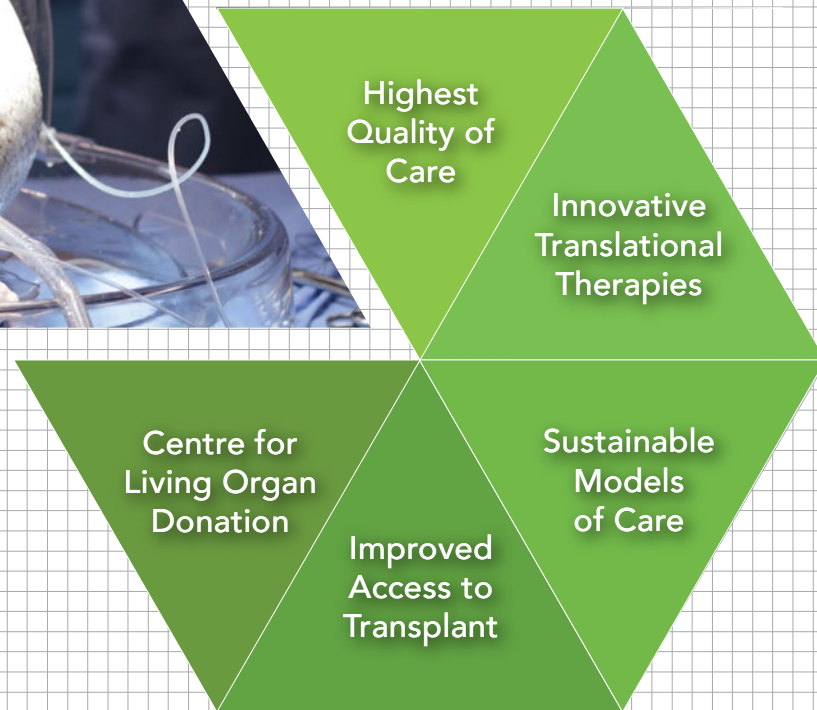 Highest
Quality of
Care
Innovative
Translational
Therapies
Centre for
Living Organ
Donation
Improved
Access to
Transplant
Sustainable
Models
of Care